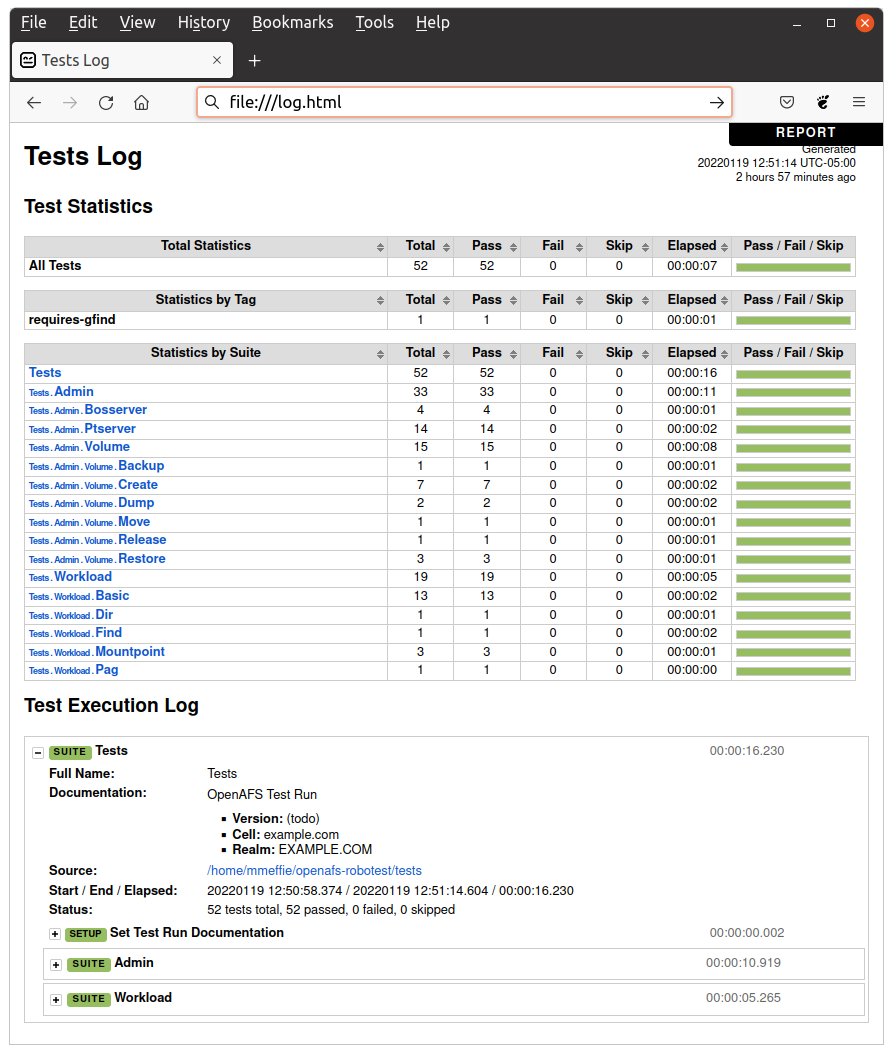 File Edit View History Bookmarks Tools Help
Tests Log
file:///log.html
REPORT
Tests Log
Generated
20220119 12:51:14 UTC-05:00
2 hours 57 minutes ago
Test Statistics
Total Statistics Total Pass Fail Skip Elapsed Pass / Fail / Skip
All Tests 52 52 0 0 00:00:07
Statistics by Tag Total Pass Fail Skip Elapsed Pass / Fail / Skip
requires-gfind 1 1 0 0 00:00:01
Statistics by Suite Total Pass Fail Skip Elapsed Pass / Fail / Skip
Tests 52 52 0 0 00:00:16
Tests . Admin 33 33 0 0 00:00:11
Tests . Admin . Bosserver 4 4 0 0 00:00:01
Tests . Admin . Ptserver 14 14 0 0 00:00:02
Tests . Admin . Volume 15 15 0 0 00:00:08
Tests . Admin . Volume . Backup 1 1 0 0 00:00:01
Tests . Admin . Volume . Create 7 7 0 0 00:00:02
Tests . Admin . Volume . Dump 2 2 0 0 00:00:02
Tests . Admin . Volume . Move 1 1 0 0 00:00:01
Tests . Admin . Volume . Release 1 1 0 0 00:00:01
Tests . Admin . Volume . Restore 3 3 0 0 00:00:01
Tests . Workload 19 19 0 0 00:00:05
Tests . Workload . Basic 13 13 0 0 00:00:02
Tests . Workload . Dir 1 1 0 0 00:00:01
Tests . Workload . Find 1 1 0 0 00:00:02
Tests . Workload . Mountpoint 3 3 0 0 00:00:01
Tests . Workload . Pag 1 1 0 0 00:00:00
Test Execution Log
SUITE Tests 00:00:16.230
Full Name: Tests
Documentation: OpenAFS Test Run
Version: (todo)
Cell: example.com
Realm: EXAMPLE.COM
Source: /home/mmeffie/openafs-robotest/tests
Start / End / Elapsed: 20220119 12:50:58.374 / 20220119 12:51:14.604 / 00:00:16.230
Status: 52 tests total, 52 passed, 0 failed, 0 skipped
SETUP Set Test Run Documentation 00:00:00.002
SUITE Admin 00:00:10.919
SUITE Workload 00:00:05.265